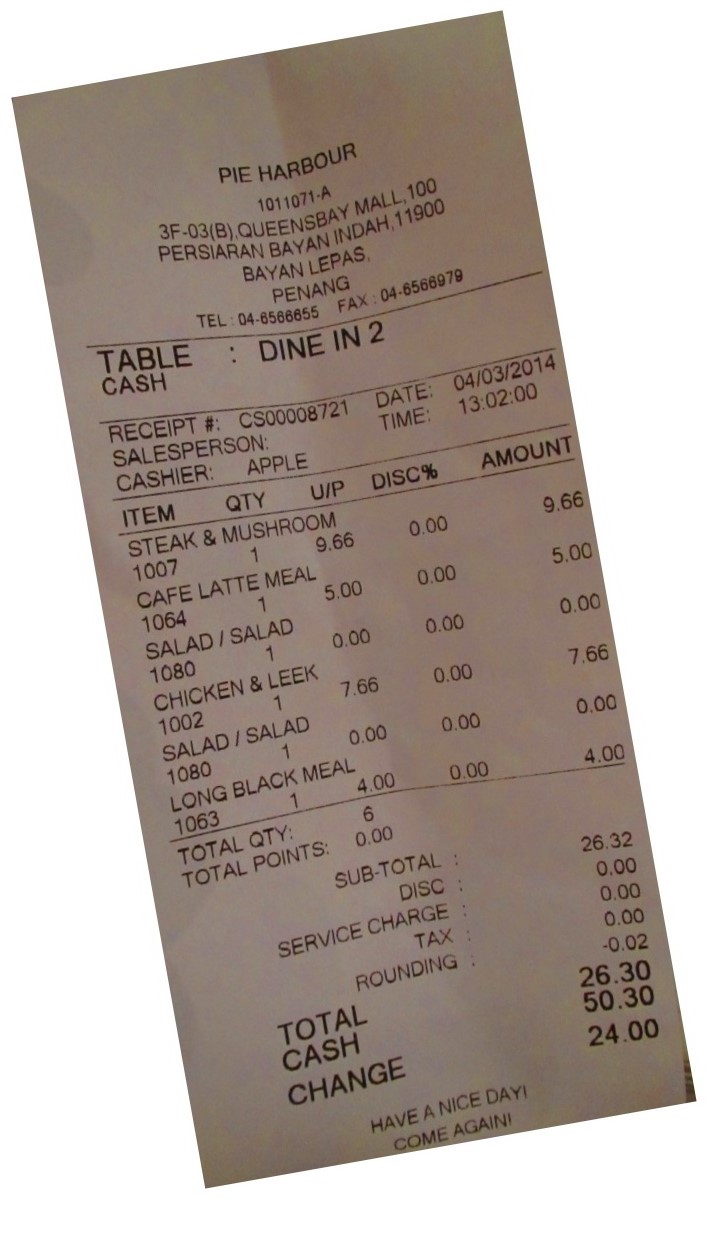 PIE HARBOUR
1011071-A
3F-03(B),QUEENSBAY MALL,100
PERSIARAN BAYAN INDAH,11900
BAYAN LEPAS,
PENANG
TEL : 04-6566655 FAX : 04-6566979
TABLE : DINE IN 2
CASH
RECEIPT #: CS00008721 DATE: 04/03/2014
SALESPERSON: TIME: 13:02:00
CASHIER: APPLE
ITEM QTY U/P DISC% AMOUNT
STEAK & MUSHROOM
1007 1 9.66 0.00 9.66
CAFE LATTE MEAL
1064 1 5.00 0.00 5.00
SALAD / SALAD
1080 1 0.00 0.00 0.00
CHICKEN & LEEK
1002 1 7.66 0.00 7.66
SALAD / SALAD
1080 1 0.00 0.00 0.00
LONG BLACK MEAL
1063 1 4.00 0.00 4.00
TOTAL QTY: 6
TOTAL POINTS: 0.00
SUB-TOTAL : 26.32
DISC : 0.00
SERVICE CHARGE : 0.00
TAX : 0.00
ROUNDING : -0.02
TOTAL 26.30
CASH 50.30
CHANGE 24.00
HAVE A NICE DAY!
COME AGAIN!